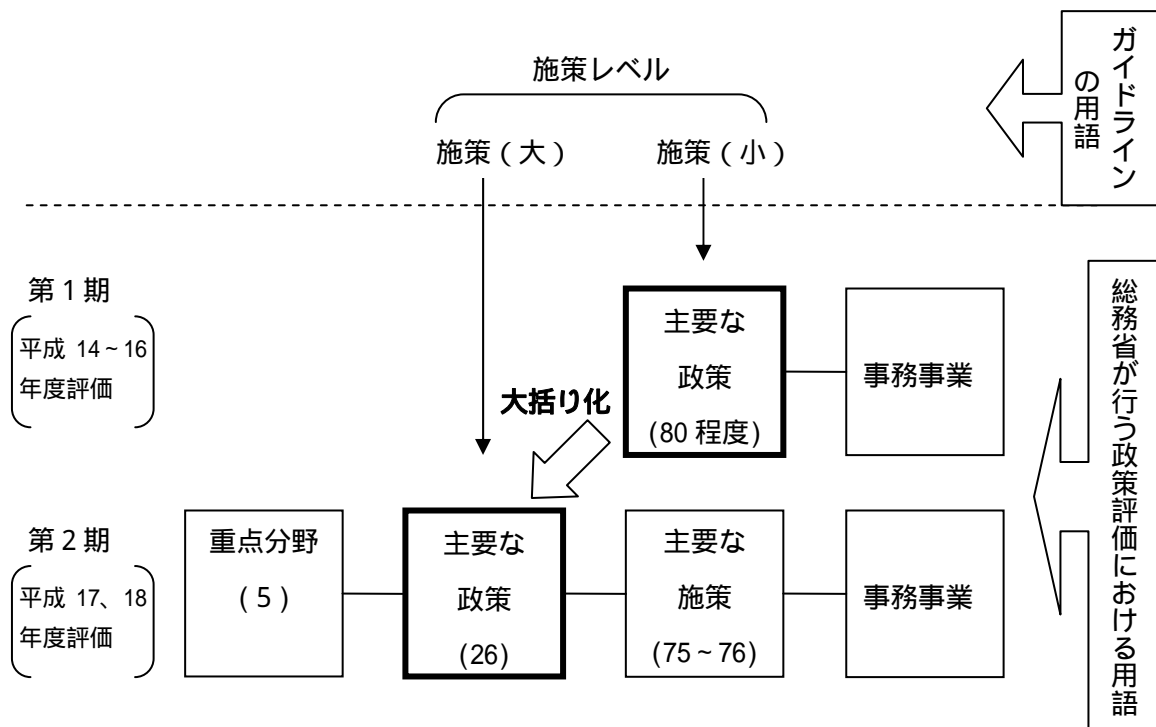 施策レベル
施策（大）
施策（小）
ガイドライン
の用語
第１期
平成 14～16
年度評価
主要な
政策
(80 程度)
事務事業
大括り化
第２期
平成 17、18
年度評価
重点分野
(５)
主要な
政策
(26)
主要な
施策
(75～76)
事務事業
総務省が行う政策評価における用語